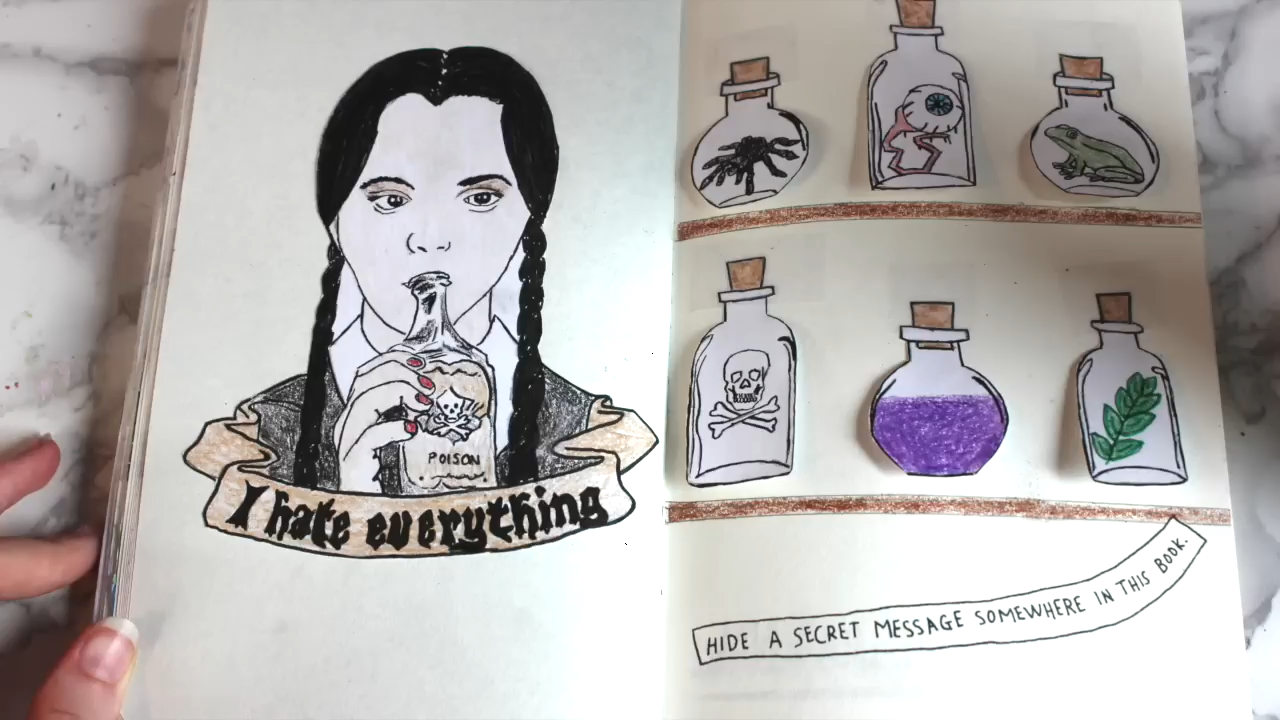 POISON
I hate everything
HIDE A SECRET MESSAGE SOMEWHERE IN THIS BOOK.